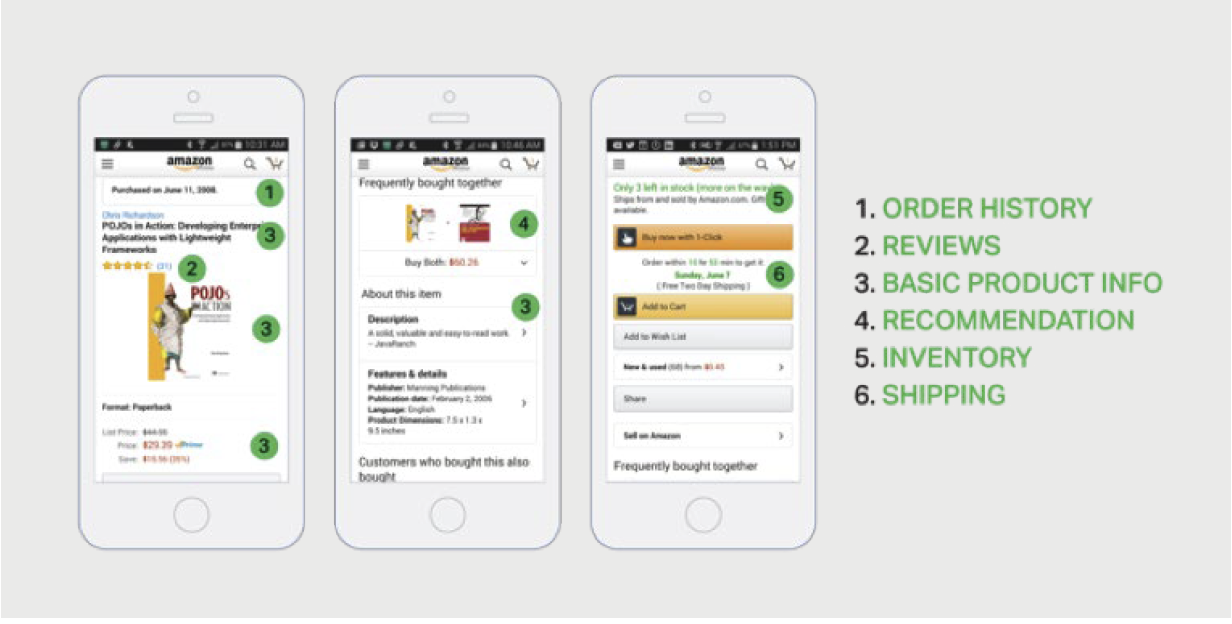 10:31 AM
amazon
Purchased on June 11, 2008.
1
Chris Richardson
POJOs in Action: Developing Enterpri
3
Applications with Lightweight
Frameworks
(31)
2
POJOs
IN ACTION
3
Format: Paperback
List Price: $44.95
Price: $29.39 Prime
3
Save: $15.56 (35%)
10:46 AM
amazon
Frequently bought together
4
Buy Both: $60.26
About this item
3
Description
A solid, valuable and easy-to-read work.
– JavaRanch
Features & details
Publisher: Manning Publications
Publication date: February 2, 2006
Language: English
Product Dimensions: 7.5 x 1.3 x
9.5 inches
Customers who bought this also
bought
1:51 PM
amazon
Only 3 left in stock (more on the way).
Ships from and sold by Amazon.com. Gift
5
available.
Buy now with 1-Click
Order within min to get it
Sunday, June 7
6
( Free Two Day Shipping )
Add to Cart
Add to Wish List
New & used (68) from $0.45
Share
Sell on Amazon
Frequently bought together
1. ORDER HISTORY
2. REVIEWS
3. BASIC PRODUCT INFO
4. RECOMMENDATION
5. INVENTORY
6. SHIPPING